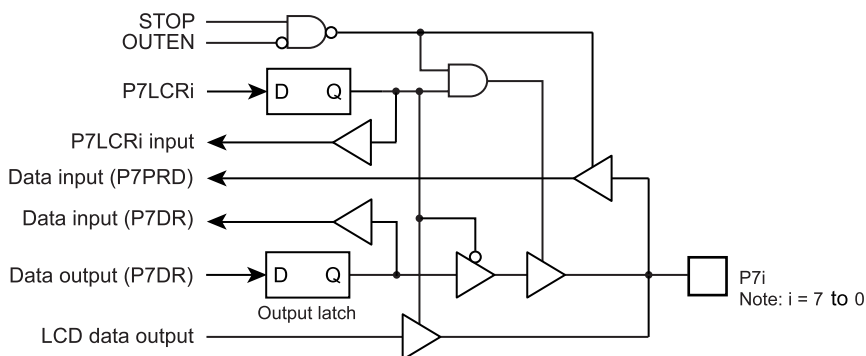 STOP
OUTEN
P7LCRi
D Q
P7LCRi input
Data input (P7PRD)
Data input (P7DR)
Data output (P7DR)
D Q
Output latch
P7i
Note: i = 7 to 0
LCD data output